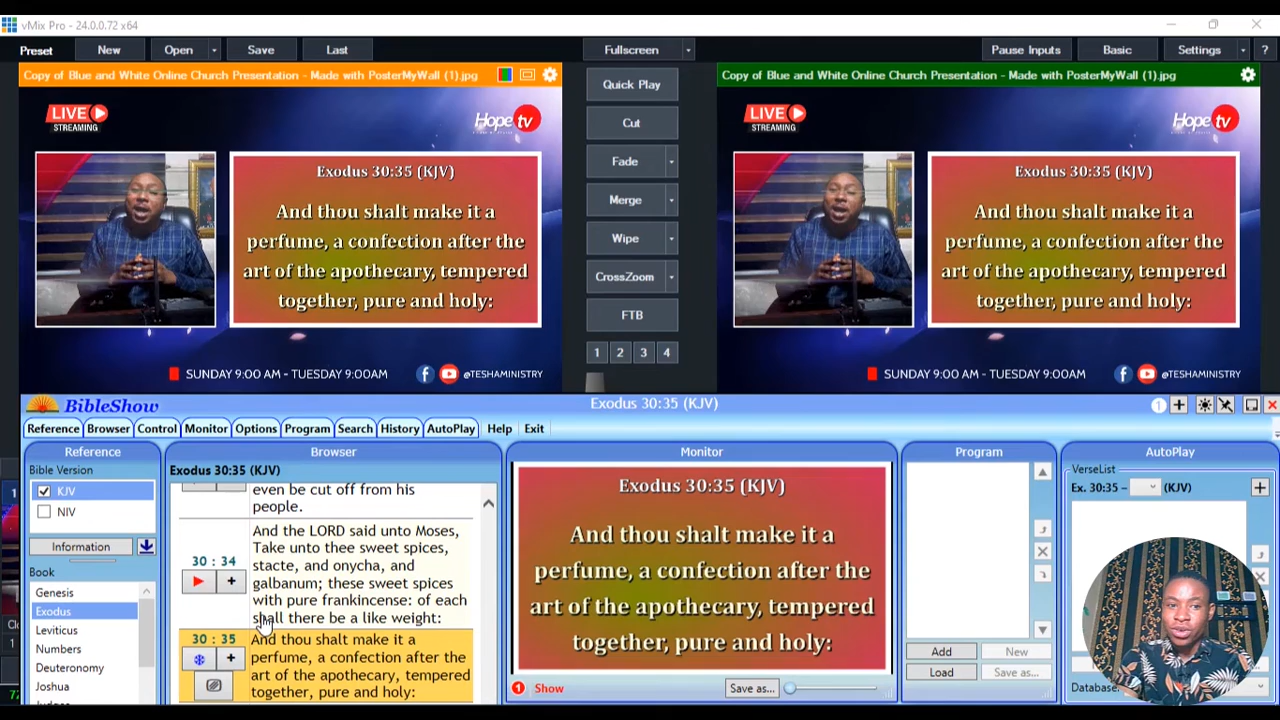 vMix Pro - 24.0.0.72 x64
Preset New Open Save Last Fullscreen Pause Inputs Basic Settings ?
Copy of Blue and White Online Church Presentation - Made with PosterMyWall (1).jpg
LIVE
STREAMING
Hope tv
Exodus 30:35 (KJV)
And thou shalt make it a
perfume, a confection after the
art of the apothecary, tempered
together, pure and holy:
SUNDAY 9:00 AM - TUESDAY 9:00AM
@TESHAMINISTRY
Quick Play
Cut
Fade
Merge
Wipe
CrossZoom
FTB
1 2 3 4
Copy of Blue and White Online Church Presentation - Made with PosterMyWall (1).jpg
LIVE
STREAMING
Hope tv
Exodus 30:35 (KJV)
And thou shalt make it a
perfume, a confection after the
art of the apothecary, tempered
together, pure and holy:
SUNDAY 9:00 AM - TUESDAY 9:00AM
@TESHAMINISTRY
BibleShow Exodus 30:35 (KJV) 1
Reference Browser Control Monitor Options Program Search History AutoPlay Help Exit
Reference
Bible Version
KJV
NIV
Information
Book
Genesis
Exodus
Leviticus
Numbers
Deuteronomy
Joshua
Browser
Exodus 30:35 (KJV)
even be cut off from his
people.
30 : 34
And the LORD said unto Moses,
Take unto thee sweet spices,
stacte, and onycha, and
galbanum; these sweet spices
with pure frankincense: of each
shall there be a like weight:
30 : 35
And thou shalt make it a
perfume, a confection after the
art of the apothecary, tempered
together, pure and holy:
Monitor
Exodus 30:35 (KJV)
And thou shalt make it a
perfume, a confection after the
art of the apothecary, tempered
together, pure and holy:
1 Show Save as...
Program
Add New
Load Save as...
AutoPlay
VerseList
Ex. 30:35 – (KJV)
Database